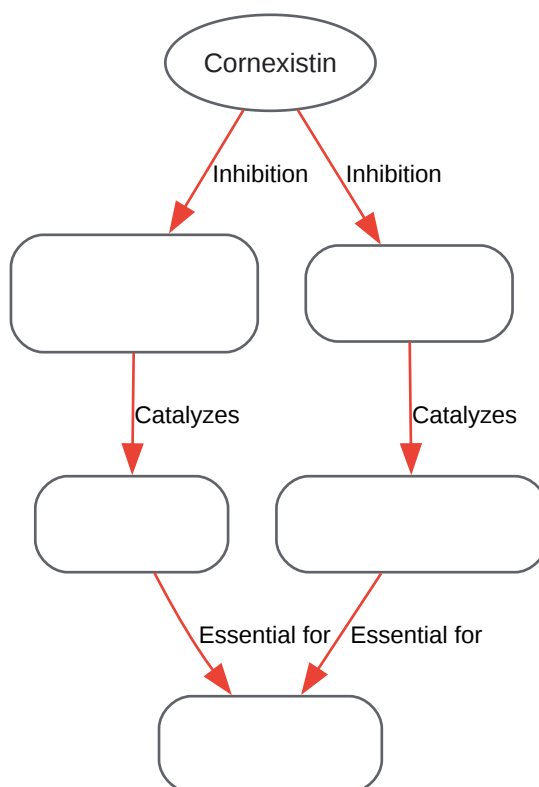 Cornexistin
Inhibition
Inhibition
Catalyzes
Catalyzes
Essential for
Essential for